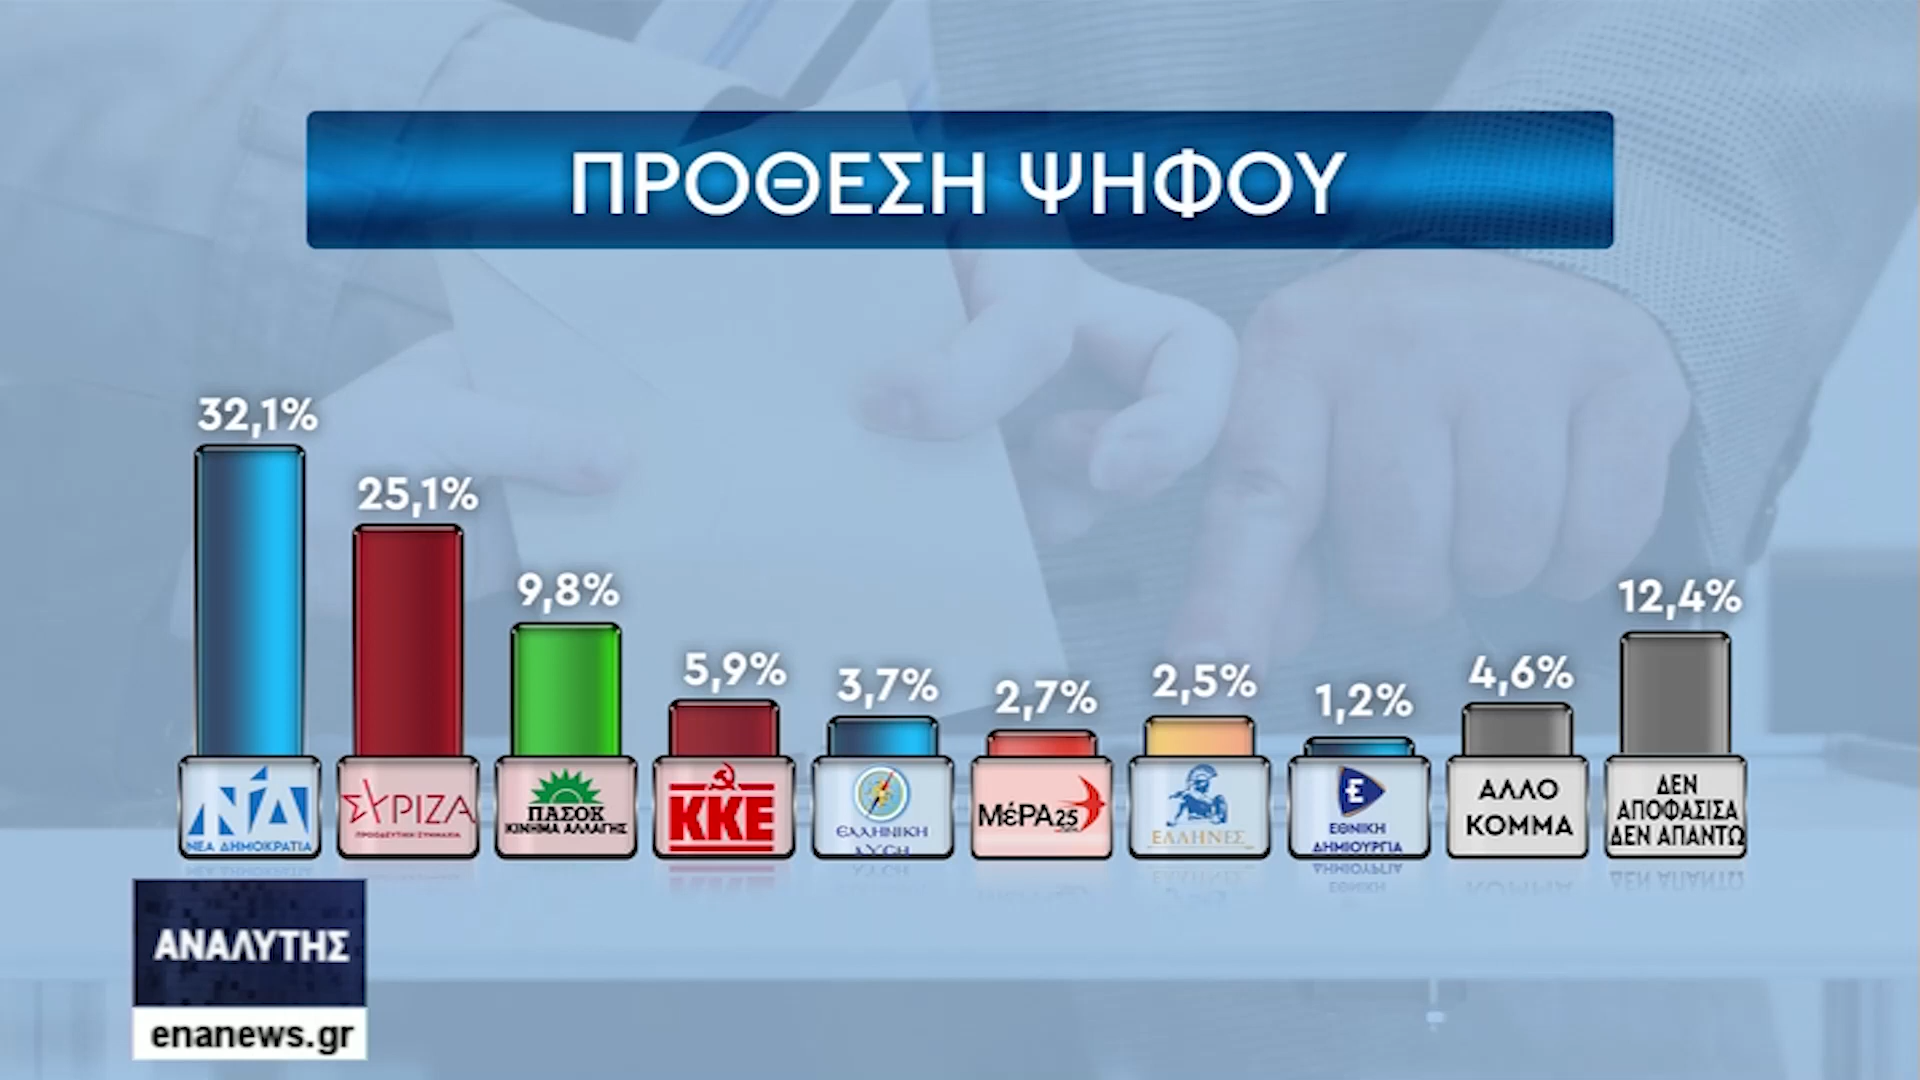 ΠΡΟΘΕΣΗ ΨΗΦΟΥ
32,1%
25,1%
9,8%
5,9%
3,7%
2,7%
2,5%
1,2%
4,6%
12,4%
ΝΔ
ΝΕΑ ΔΗΜΟΚΡΑΤΙΑ
ΣΥΡΙΖΑ
ΠΡΟΟΔΕΥΤΙΚΗ ΣΥΜΜΑΧΙΑ
ΠΑΣΟΚ
ΚΙΝΗΜΑ ΑΛΛΑΓΗΣ
ΚΚΕ
ΕΛΛΗΝΙΚΗ
ΛΥΣΗ
ΜέΡΑ25
ΕΛΛΗΝΕΣ
Ε
ΕΘΝΙΚΗ
ΔΗΜΙΟΥΡΓΙΑ
ΑΛΛΟ
ΚΟΜΜΑ
ΔΕΝ
ΑΠΟΦΑΣΙΣΑ
ΔΕΝ ΑΠΑΝΤΩ
ΑΝΑΛΥΤΗΣ
enanews.gr